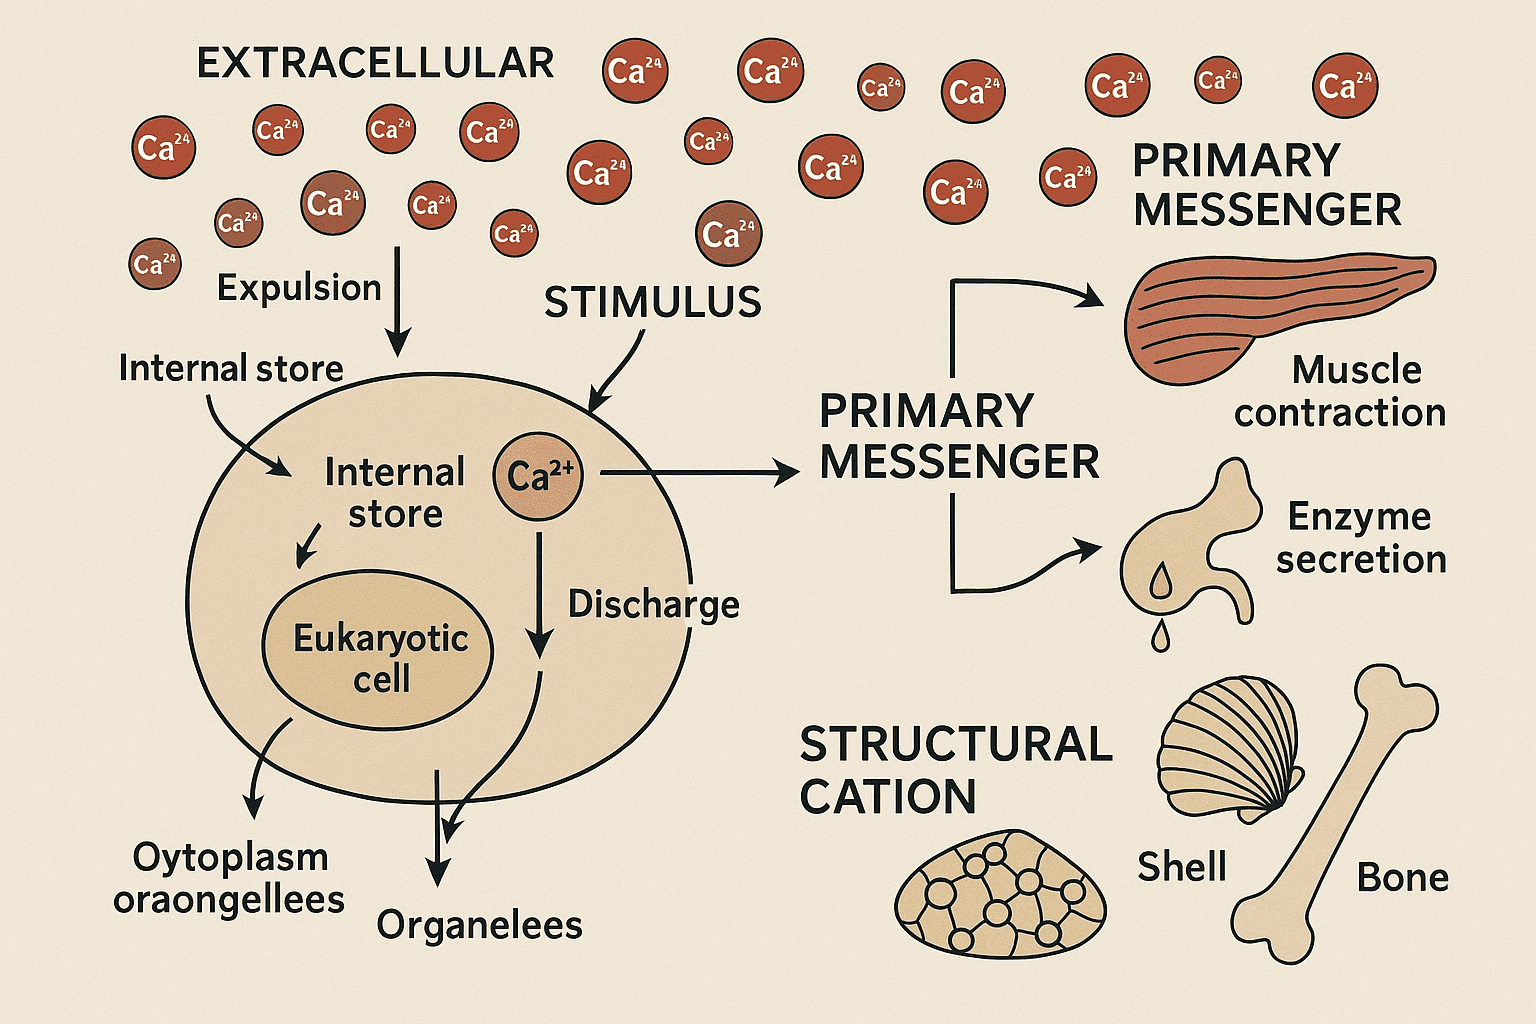 EXTRACELLULAR
Ca²⁴ Ca²⁴ Ca²⁴ Ca²⁴ Ca²⁴ Ca²⁴ Ca²⁴
Ca²⁴ Ca²⁴ Ca²⁴ Ca²⁴ Ca²⁴ Ca²⁴ Ca²⁴ Ca²⁴ Ca²⁴
Ca²⁴ Ca²⁴ Ca²⁴ Ca²⁴ Ca²⁴
Ca²⁴ Ca²⁴
PRIMARY
MESSENGER
Expulsion
STIMULUS
Internal store
Muscle
contraction
PRIMARY
MESSENGER
Internal
store
Ca²⁺
Enzyme
secretion
Discharge
Eukaryotic
cell
STRUCTURAL
CATION
Shell
Bone
Oytoplasm
oraongellees
Organelees